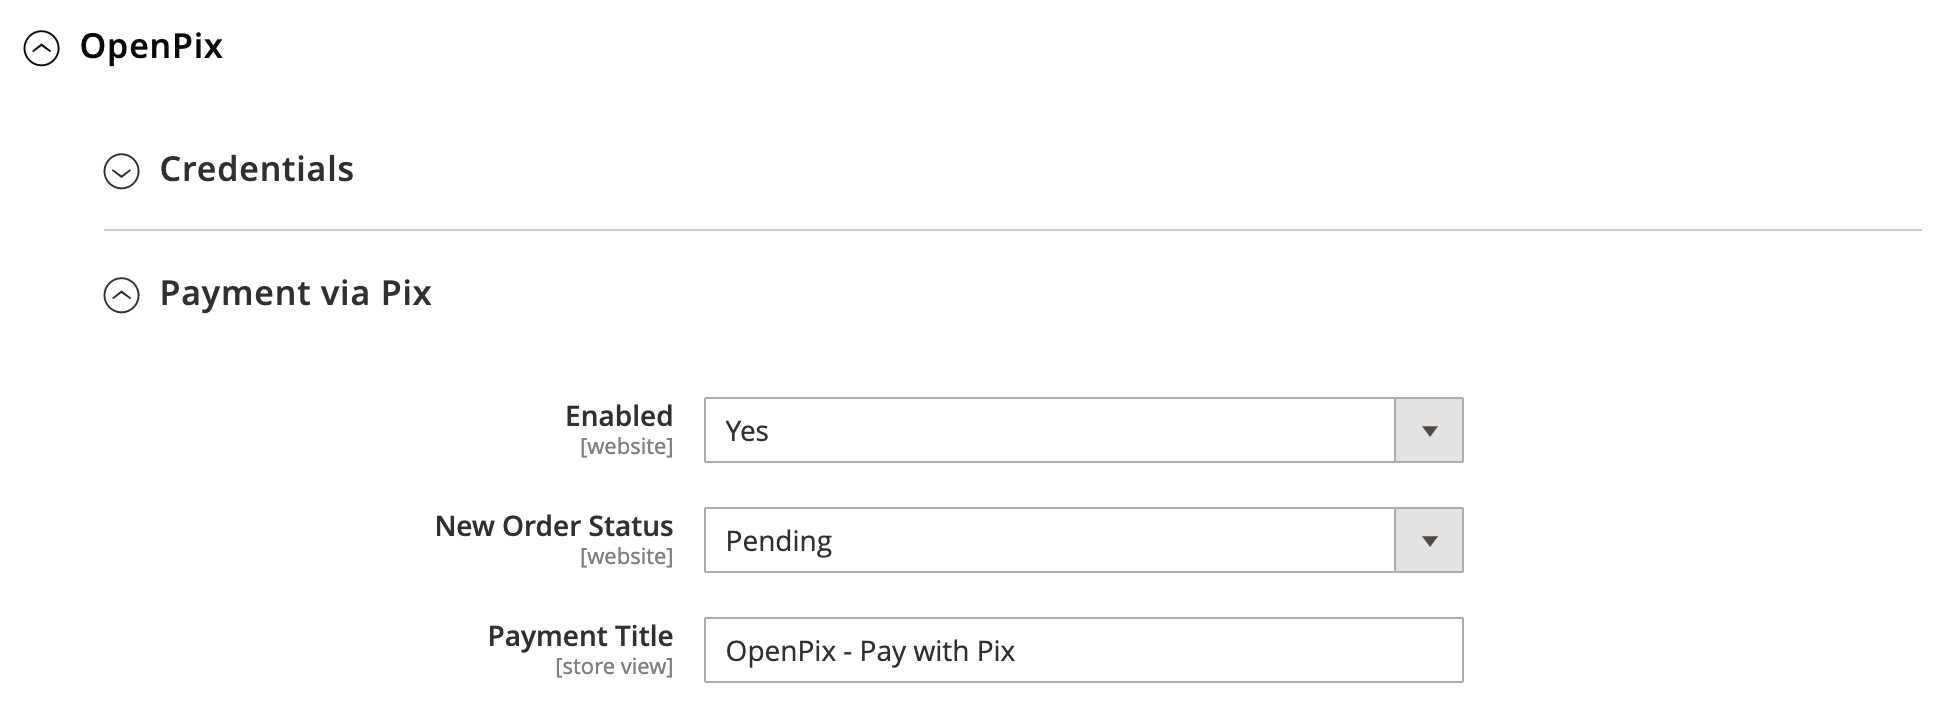 OpenPix
Credentials
Payment via Pix
Enabled
[website]
Yes
New Order Status
[website]
Pending
Payment Title
[store view]
OpenPix - Pay with Pix